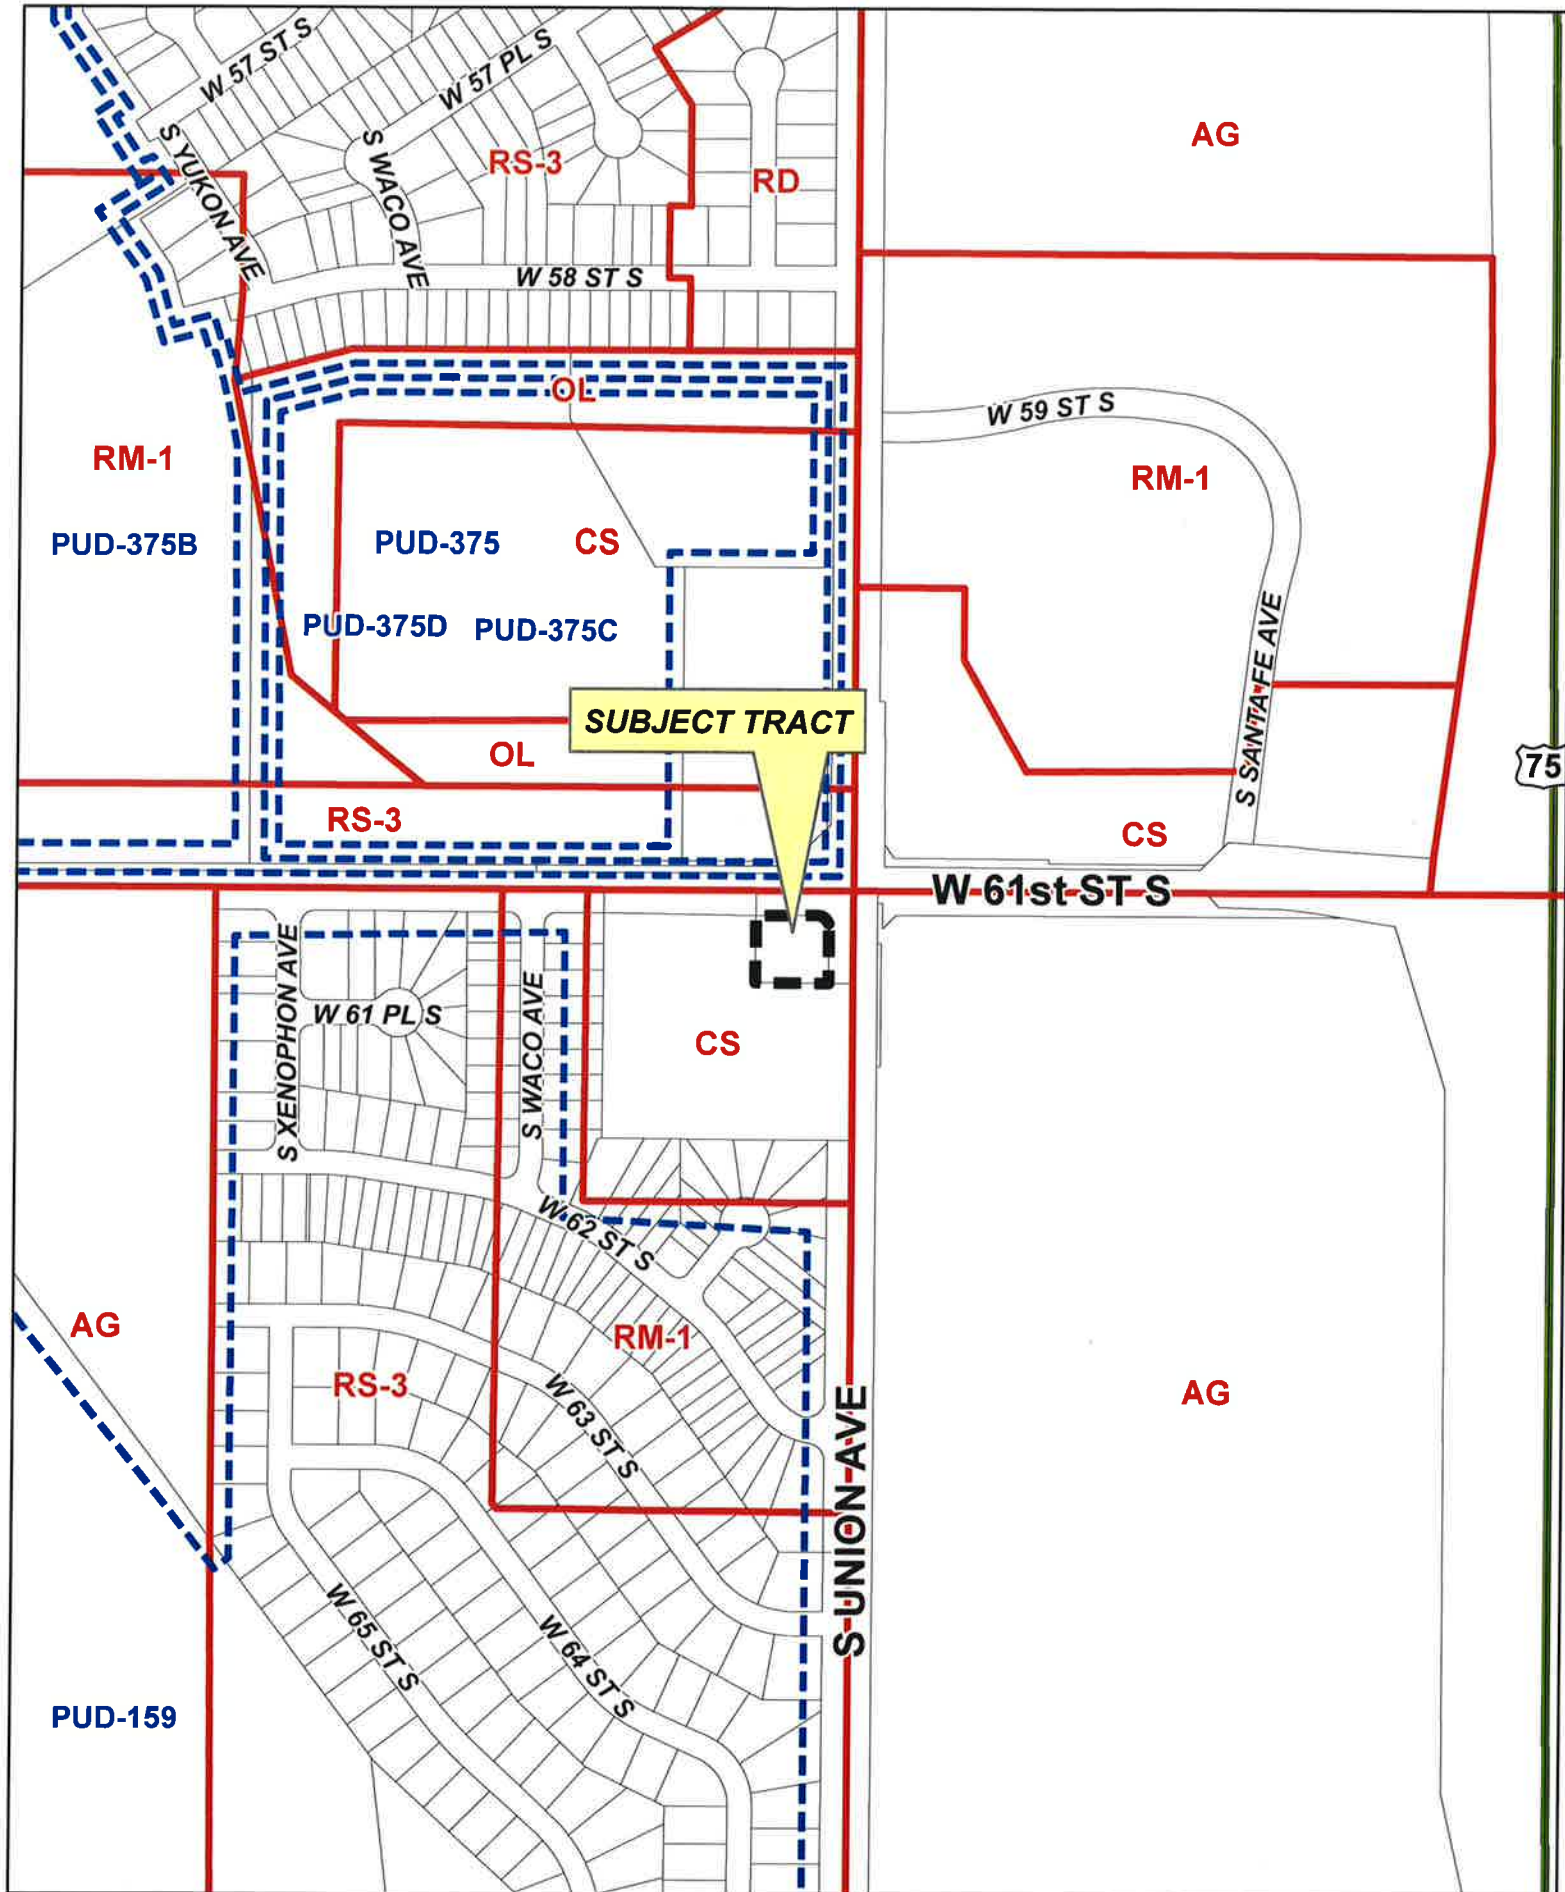 W 57 ST S
W 57 PL S
S YUKON AVE
S WACO AVE
RS-3
RD
AG
W 58 ST S
OL
W 59 ST S
RM-1
RM-1
PUD-375B
PUD-375
CS
PUD-375D
PUD-375C
S SANTA FE AVE
SUBJECT TRACT
OL
75
RS-3
CS
W 61st ST S
S XENOPHON AVE
W 61 PL S
S WACO AVE
CS
W 62 ST S
AG
RM-1
RS-3
W 63 ST S
AG
S UNION AVE
W 65 ST S
W 64 ST S
PUD-159